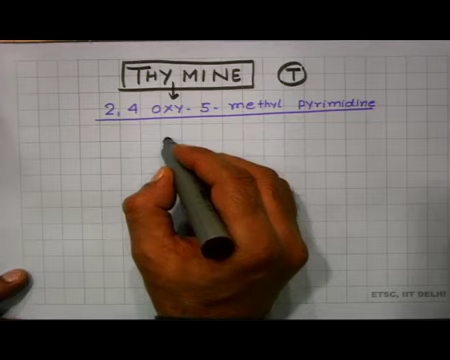 THYMINE T
2, 4 oxy- 5- methyl pyrimidine
ETSC, IIT DELHI